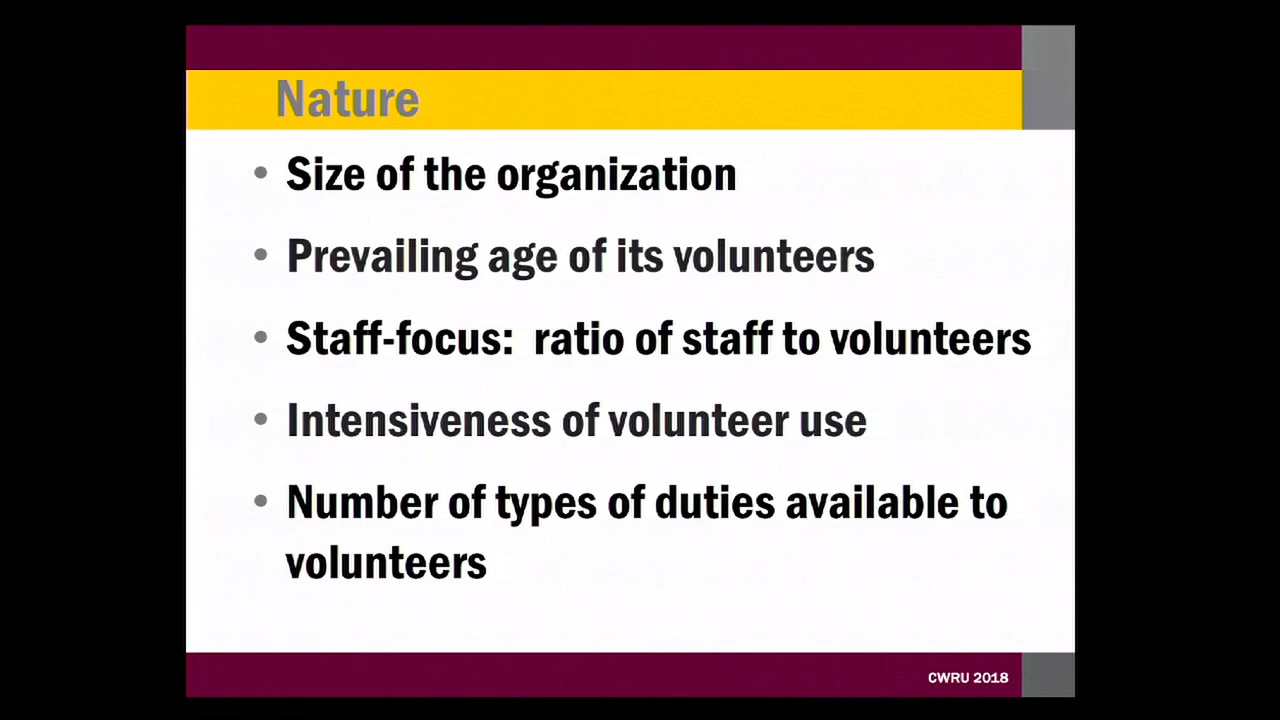 Nature
• Size of the organization
• Prevailing age of its volunteers
• Staff-focus:  ratio of staff to volunteers
• Intensiveness of volunteer use
• Number of types of duties available to
volunteers
CWRU 2018